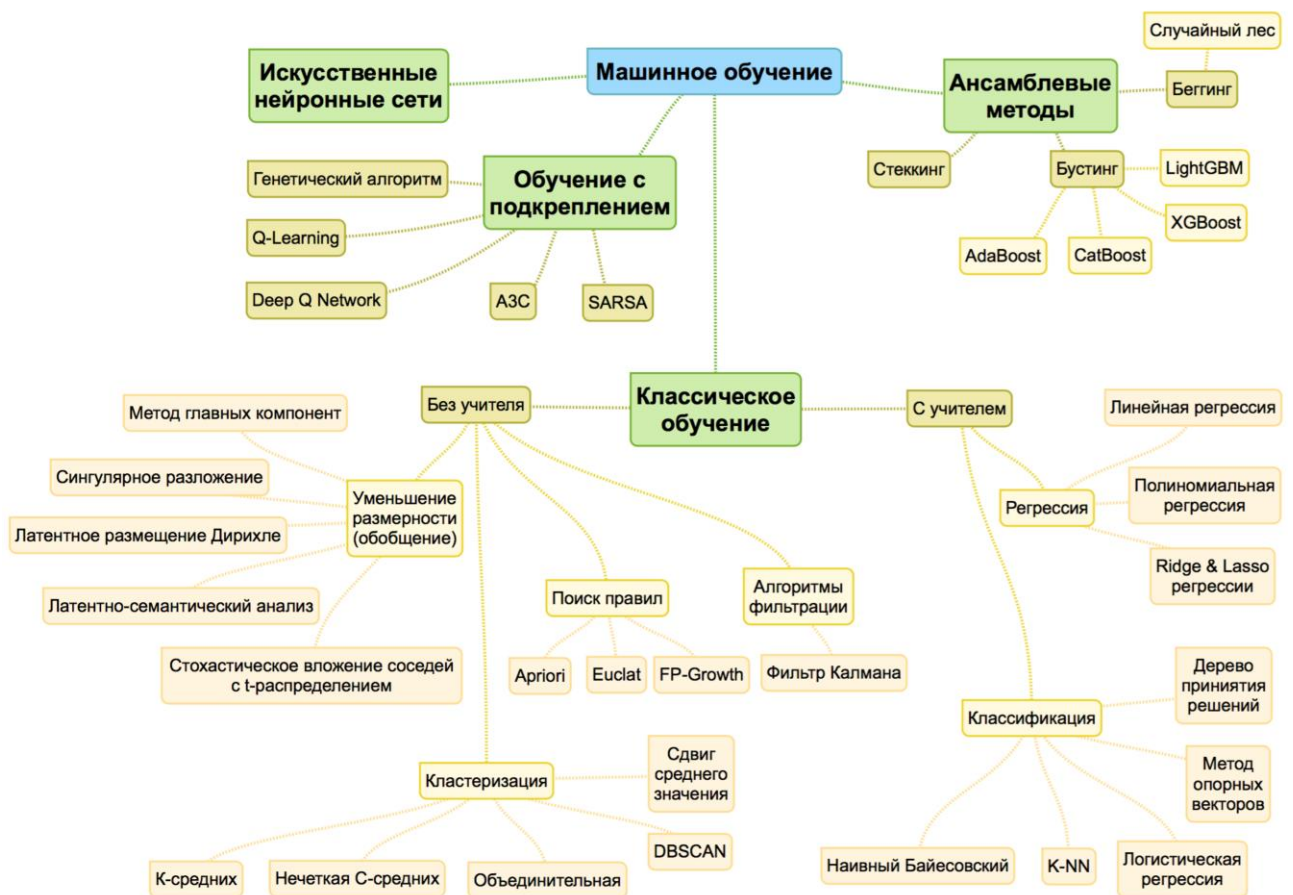 Случайный лес
Искусственные
нейронные сети
Машинное обучение
Ансамблевые
методы
Беггинг
Стеккинг
Бустинг
LightGBM
XGBoost
AdaBoost
CatBoost
Генетический алгоритм
Обучение с
подкреплением
Q-Learning
Deep Q Network
A3C
SARSA
Классическое
обучение
Без учителя
С учителем
Метод главных компонент
Сингулярное разложение
Латентное размещение Дирихле
Латентно-семантический анализ
Стохастическое вложение соседей
с t-распределением
Уменьшение
размерности
(обобщение)
Поиск правил
Apriori
Euclat
FP-Growth
Алгоритмы
фильтрации
Фильтр Калмана
Линейная регрессия
Полиномиальная
регрессия
Регрессия
Ridge & Lasso
регрессии
Кластеризация
Сдвиг
среднего
значения
DBSCAN
К-средних
Нечеткая С-средних
Объединительная
Классификация
Дерево
приниятия
решений
Метод
опорных
векторов
Наивный Байесовский
K-NN
Логистическая
регрессия